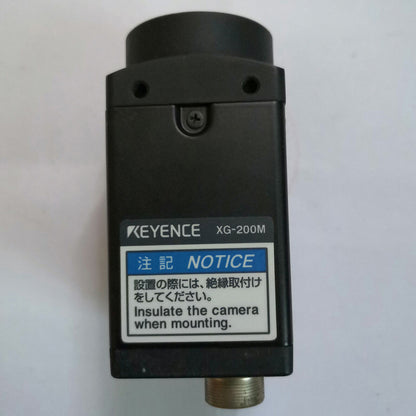 KEYENCE XG-200M
注記 NOTICE
設置の際には、絶縁取付け
をしてください。
Insulate the camera
when mounting.